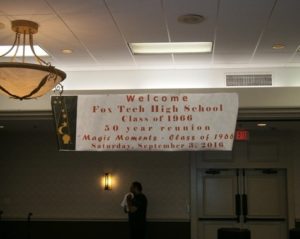 Welcome
Fox Tech High School
Class of 1966
50 year reunion
"Magic Moments - Class of 1966
Saturday, September 3, 2016
EXIT